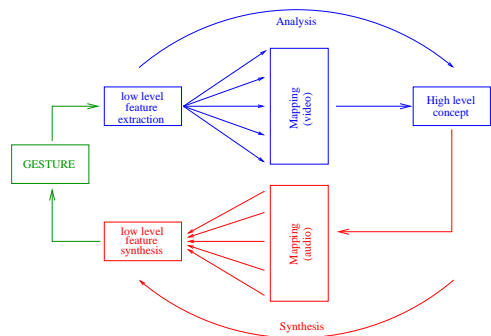 Analysis
low level
feature
extraction
Mapping
(video)
High level
concept
GESTURE
low level
feature
synthesis
Mapping
(audio)
Synthesis